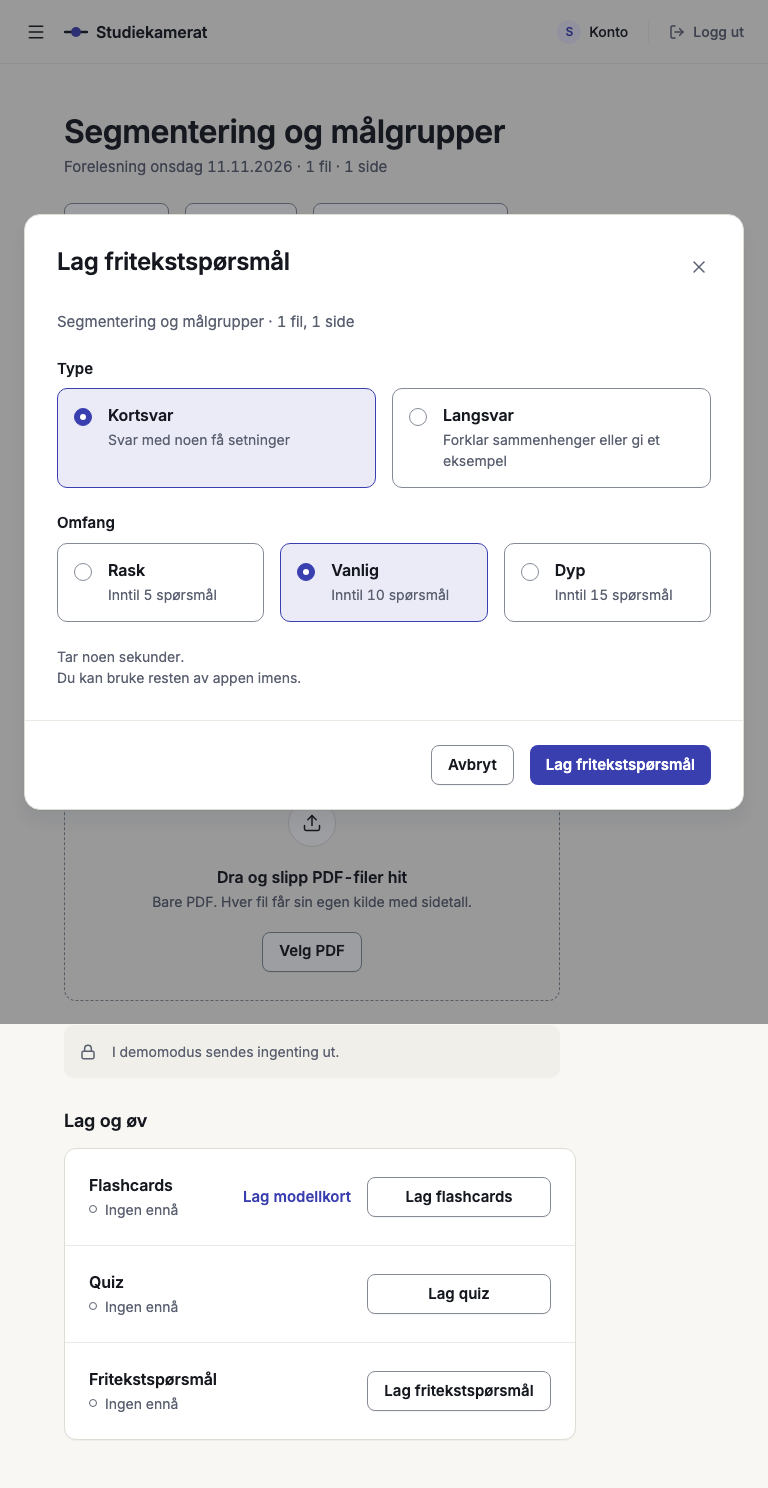 Studiekamerat
S Konto
Logg ut
Segmentering og målgrupper
Forelesning onsdag 11.11.2026 · 1 fil · 1 side
Lag fritekstspørsmål
Segmentering og målgrupper · 1 fil, 1 side
Type
Kortsvar
Svar med noen få setninger
Langsvar
Forklar sammenhenger eller gi et
eksempel
Omfang
Rask
Inntil 5 spørsmål
Vanlig
Inntil 10 spørsmål
Dyp
Inntil 15 spørsmål
Tar noen sekunder.
Du kan bruke resten av appen imens.
Avbryt
Lag fritekstspørsmål
Dra og slipp PDF-filer hit
Bare PDF. Hver fil får sin egen kilde med sidetall.
Velg PDF
I demomodus sendes ingenting ut.
Lag og øv
Flashcards
Ingen ennå
Lag modellkort
Lag flashcards
Quiz
Ingen ennå
Lag quiz
Fritekstspørsmål
Ingen ennå
Lag fritekstspørsmål